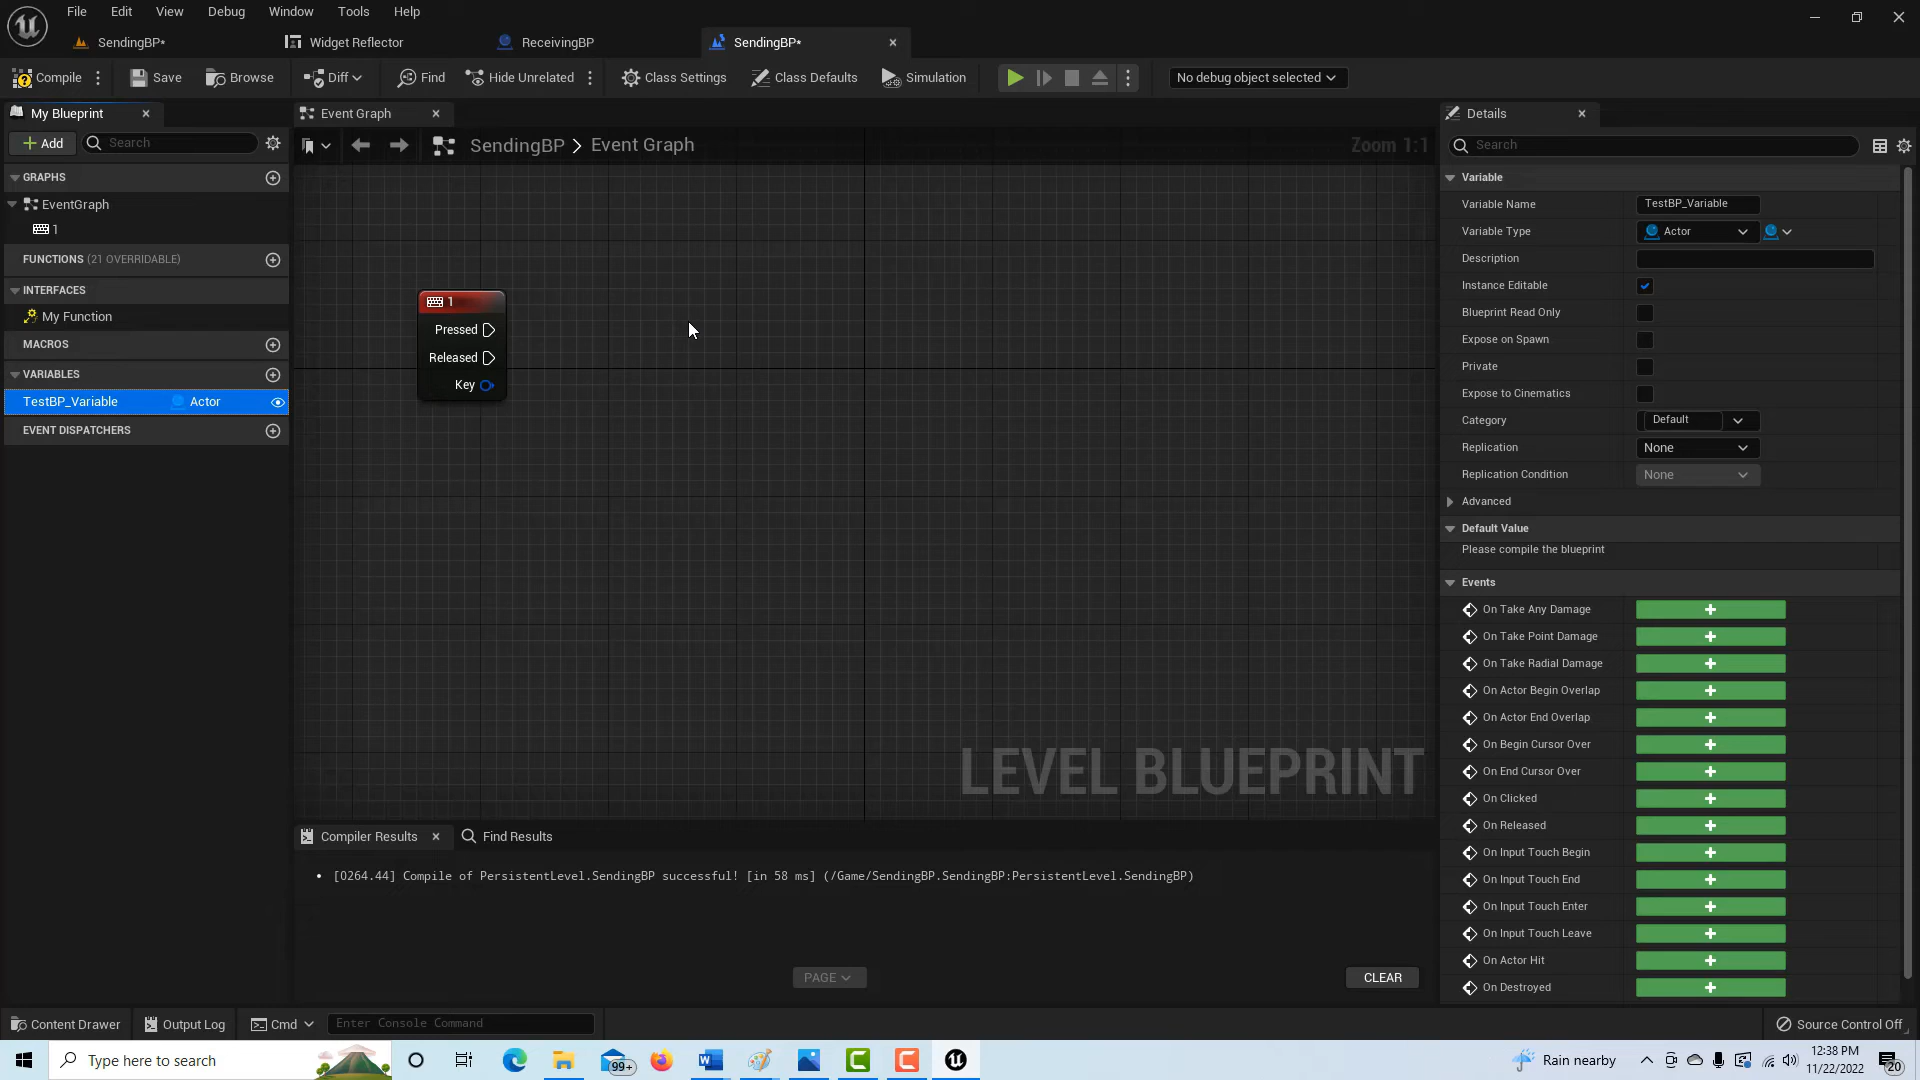 File Edit View Debug Window Tools Help
SendingBP* Widget Reflector ReceivingBP SendingBP*
Compile Save Browse Diff Find Hide Unrelated Class Settings Class Defaults Simulation No debug object selected
My Blueprint
Add Search
GRAPHS
EventGraph
1
FUNCTIONS (21 OVERRIDABLE)
INTERFACES
My Function
MACROS
VARIABLES
TestBP_Variable Actor
EVENT DISPATCHERS
Event Graph
SendingBP > Event Graph Zoom 1:1
1
Pressed
Released
Key
LEVEL BLUEPRINT
Compiler Results Find Results
• [0264.44] Compile of PersistentLevel.SendingBP successful! [in 58 ms] (/Game/SendingBP.SendingBP:PersistentLevel.SendingBP)
PAGE CLEAR
Details
Search
Variable
Variable Name TestBP_Variable
Variable Type Actor
Description
Instance Editable
Blueprint Read Only
Expose on Spawn
Private
Expose to Cinematics
Category Default
Replication None
Replication Condition None
Advanced
Default Value
Please compile the blueprint
Events
On Take Any Damage
On Take Point Damage
On Take Radial Damage
On Actor Begin Overlap
On Actor End Overlap
On Begin Cursor Over
On End Cursor Over
On Clicked
On Released
On Input Touch Begin
On Input Touch End
On Input Touch Enter
On Input Touch Leave
On Actor Hit
On Destroyed
Content Drawer Output Log Cmd Enter Console Command Source Control Off
Type here to search 99+ Rain nearby 12:38 PM
11/22/2022 20